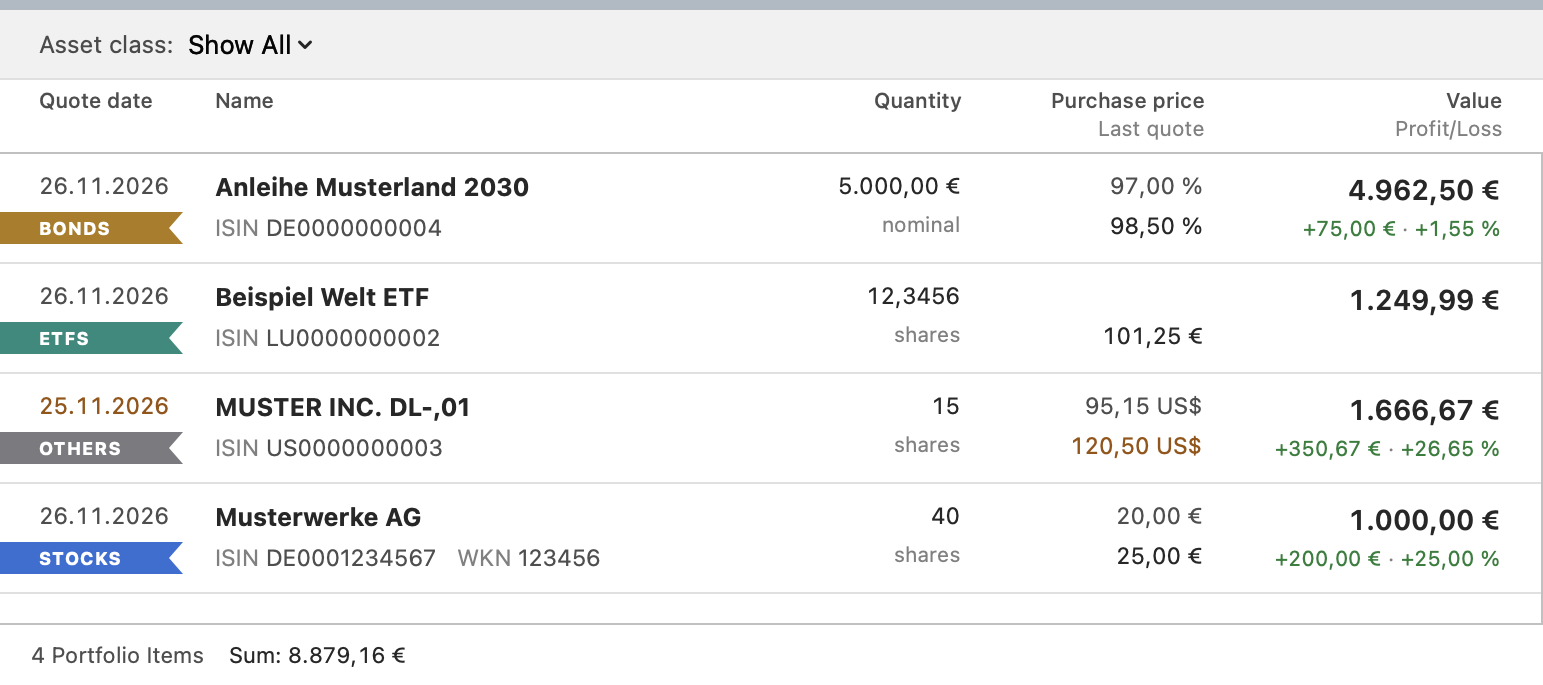 Asset class: Show All
Quote date Name Quantity Purchase price Value
Last quote Profit/Loss
26.11.2026 Anleihe Musterland 2030 5.000,00 € 97,00 % 4.962,50 €
BONDS ISIN DE0000000004 nominal 98,50 % +75,00 € · +1,55 %
26.11.2026 Beispiel Welt ETF 12,3456 1.249,99 €
ETFS ISIN LU0000000002 shares 101,25 €
25.11.2026 MUSTER INC. DL-,01 15 95,15 US$ 1.666,67 €
OTHERS ISIN US0000000003 shares 120,50 US$ +350,67 € · +26,65 %
26.11.2026 Musterwerke AG 40 20,00 € 1.000,00 €
STOCKS ISIN DE0001234567 WKN 123456 shares 25,00 € +200,00 € · +25,00 %
4 Portfolio Items Sum: 8.879,16 €